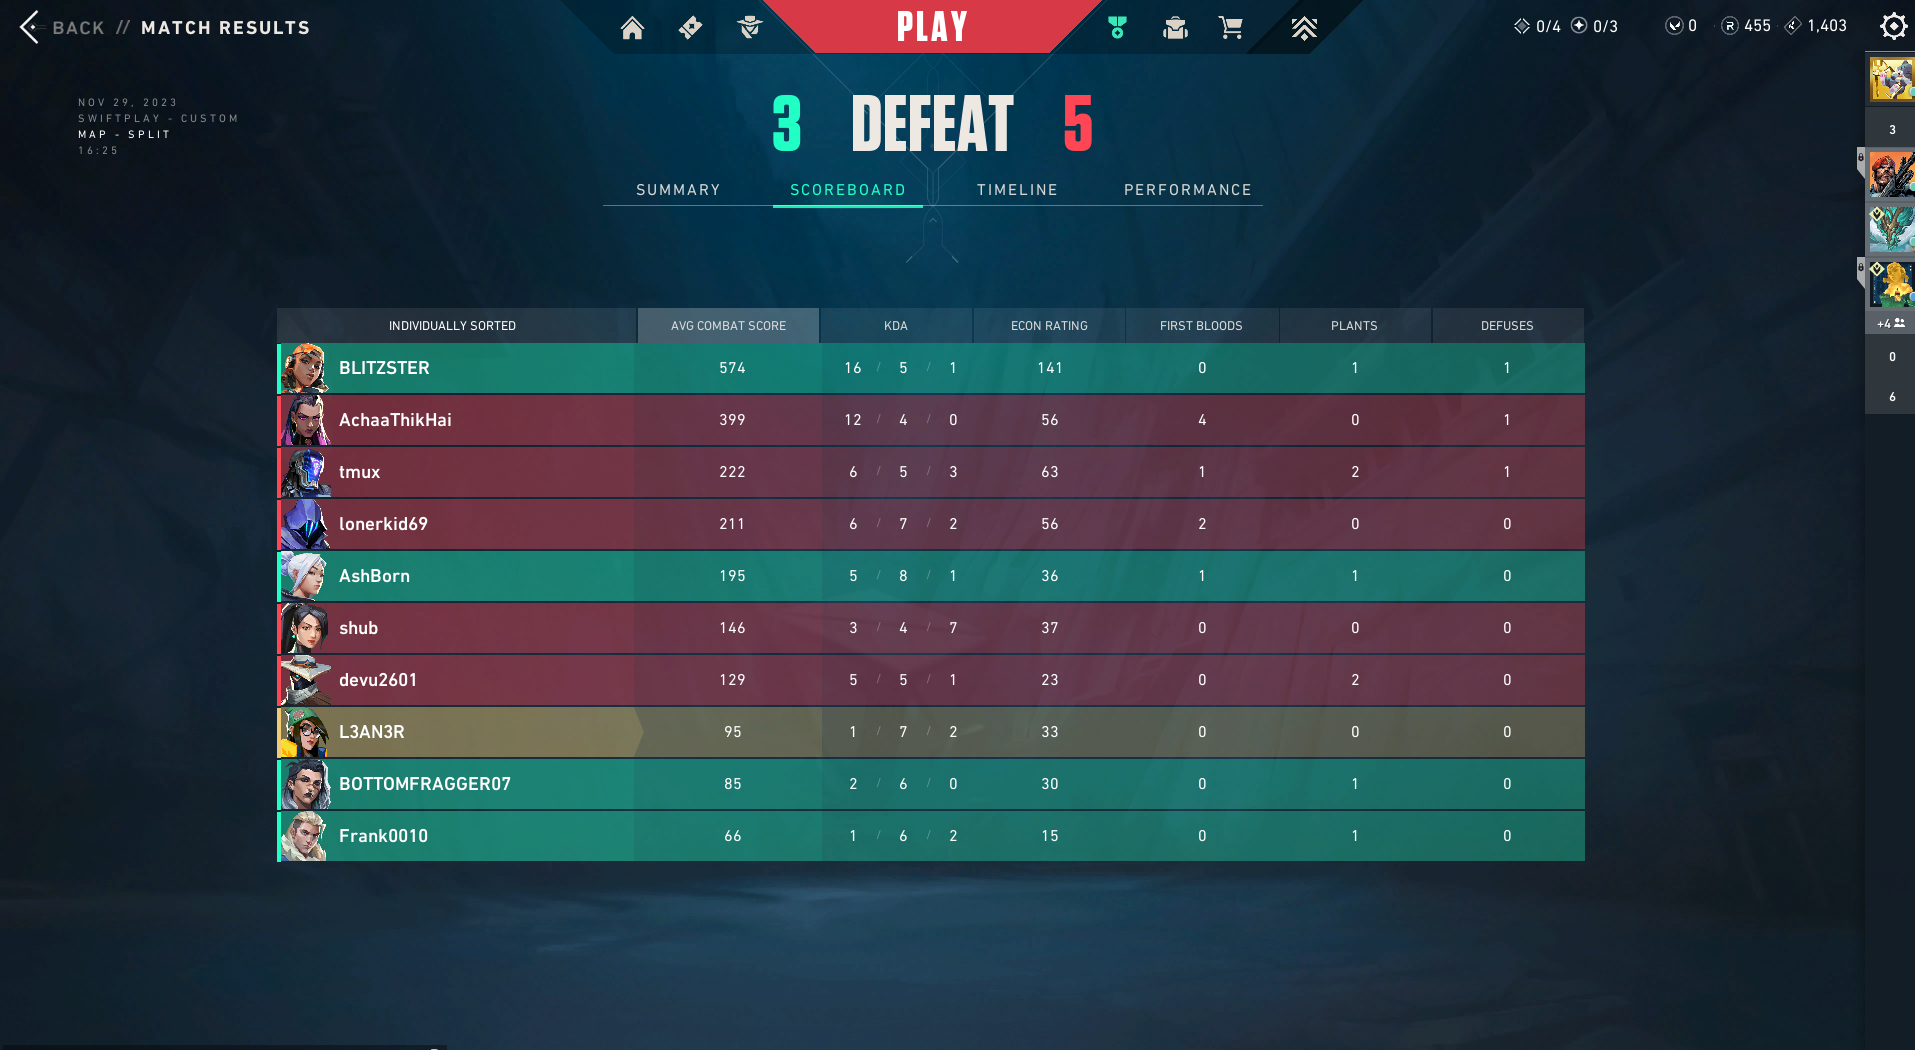 BACK // MATCH RESULTS
PLAY
0/4 0/3 0 R 455 1,403
NOV 29, 2023
SWIFTPLAY - CUSTOM
MAP - SPLIT
16:25
3 DEFEAT 5
SUMMARY SCOREBOARD TIMELINE PERFORMANCE
INDIVIDUALLY SORTED AVG COMBAT SCORE KDA ECON RATING FIRST BLOODS PLANTS DEFUSES
BLITZSTER 574 16 / 5 / 1 141 0 1 1
AchaaThikHai 399 12 / 4 / 0 56 4 0 1
tmux 222 6 / 5 / 3 63 1 2 1
lonerkid69 211 6 / 7 / 2 56 2 0 0
AshBorn 195 5 / 8 / 1 36 1 1 0
shub 146 3 / 4 / 7 37 0 0 0
devu2601 129 5 / 5 / 1 23 0 2 0
L3AN3R 95 1 / 7 / 2 33 0 0 0
BOTTOMFRAGGER07 85 2 / 6 / 0 30 0 1 0
Frank0010 66 1 / 6 / 2 15 0 1 0
3
+4
0
6